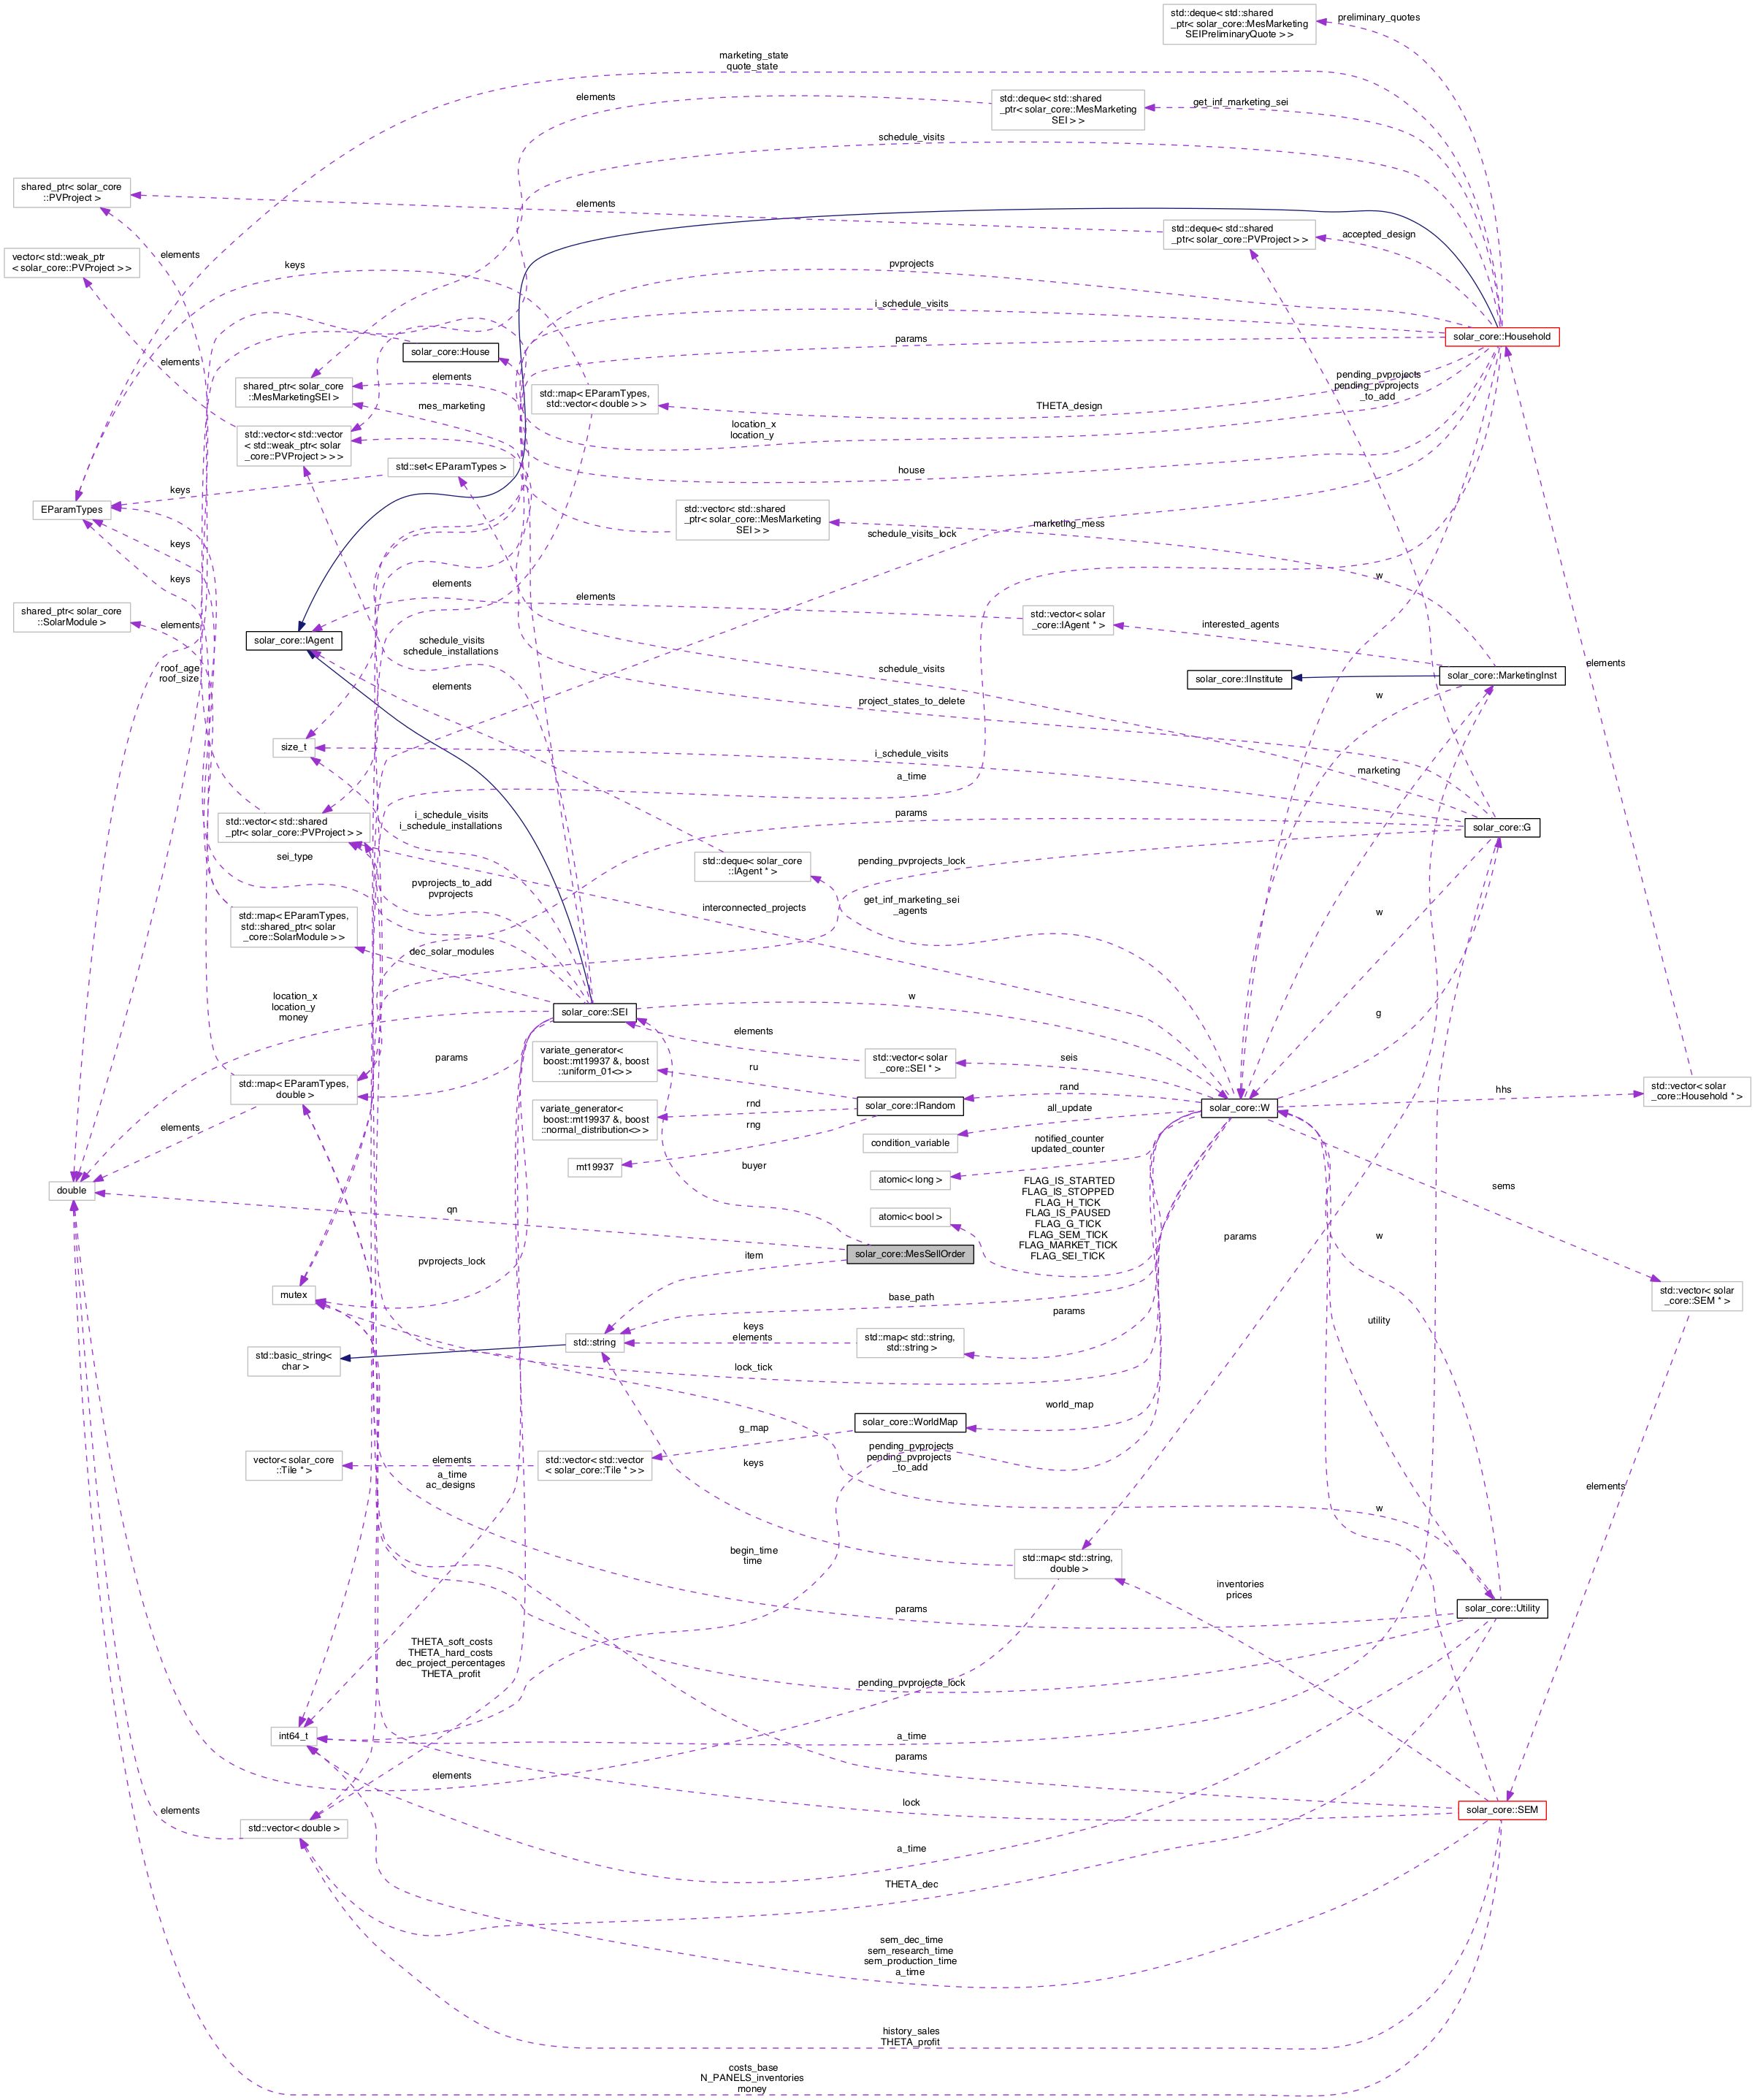 std::deque< std::shared
_ptr< solar_core::MesMarketing
SEIPreliminaryQuote > >
preliminary_quotes
marketing_state
quote_state
elements
std::deque< std::shared
_ptr< solar_core::MesMarketing
SEI > >
get_inf_marketing_sei
schedule_visits
shared_ptr< solar_core
::PVProject >
elements
std::deque< std::shared
_ptr< solar_core::PVProject > >
accepted_design
vector< std::weak_ptr
< solar_core::PVProject > >
elements
keys
pvprojects
i_schedule_visits
params
solar_core::House
solar_core::Household
elements
shared_ptr< solar_core
::MesMarketingSEI >
elements
mes_marketing
std::map< EParamTypes,
std::vector< double > >
THETA_design
pending_pvprojects
pending_pvprojects
_to_add
location_x
location_y
std::vector< std::vector
< std::weak_ptr< solar
_core::PVProject > > >
std::set< EParamTypes >
house
keys
EParamTypes
std::vector< std::shared
_ptr< solar_core::MesMarketing
SEI > >
marketing_mess
schedule_visits_lock
keys
keys
elements
w
elements
shared_ptr< solar_core
::SolarModule >
elements
std::vector< solar
_core::IAgent * >
interested_agents
solar_core::IAgent
schedule_visits
schedule_installations
elements
roof_age
roof_size
elements
schedule_visits
solar_core::IInstitute
solar_core::MarketingInst
w
project_states_to_delete
size_t
i_schedule_visits
a_time
marketing
params
i_schedule_visits
i_schedule_installations
std::vector< std::shared
_ptr< solar_core::PVProject > >
solar_core::G
sei_type
std::deque< solar_core
::IAgent * >
pending_pvprojects_lock
pvprojects_to_add
pvprojects
interconnected_projects
get_inf_marketing_sei
_agents
w
std::map< EParamTypes,
std::shared_ptr< solar
_core::SolarModule > >
dec_solar_modules
location_x
location_y
money
solar_core::SEI
w
g
elements
variate_generator<
boost::mt19937 &, boost
::uniform_01<>>
std::vector< solar
_core::SEI * >
seis
params
ru
std::map< EParamTypes,
double >
rand
hhs
std::vector< solar
_core::Household * >
variate_generator<
boost::mt19937 &, boost
::normal_distribution<>>
rnd
solar_core::IRandom
solar_core::W
elements
rng
all_update
condition_variable
mt19937
buyer
notified_counter
updated_counter
atomic< long >
double
sems
qn
atomic< bool >
FLAG_IS_STARTED
FLAG_IS_STOPPED
FLAG_H_TICK
FLAG_IS_PAUSED
FLAG_G_TICK
FLAG_SEM_TICK
FLAG_MARKET_TICK
FLAG_SEI_TICK
params
w
item
solar_core::MesSellOrder
pvprojects_lock
mutex
base_path
std::vector< solar
_core::SEM * >
params
utility
keys
elements
std::string
std::map< std::string,
std::string >
std::basic_string<
char >
lock_tick
world_map
solar_core::WorldMap
g_map
vector< solar_core
::Tile * >
elements
a_time
ac_designs
std::vector< std::vector
< solar_core::Tile * > >
keys
pending_pvprojects
pending_pvprojects
_to_add
elements
w
begin_time
time
std::map< std::string,
double >
inventories
prices
params
solar_core::Utility
THETA_soft_costs
THETA_hard_costs
dec_project_percentages
THETA_profit
pending_pvprojects_lock
int64_t
a_time
params
elements
lock
solar_core::SEM
elements
std::vector< double >
a_time
THETA_dec
sem_dec_time
sem_research_time
sem_production_time
a_time
history_sales
THETA_profit
costs_base
N_PANELS_inventories
money